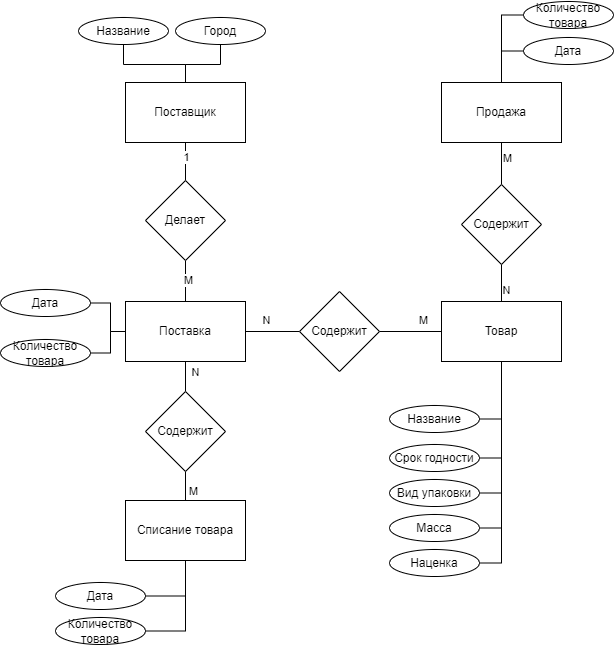 Название
Город
Количество
товара
Дата
Поставщик
Продажа
1
М
Делает
Содержит
М
N
Дата
Поставка
N
Содержит
М
Товар
Количество
товара
N
Содержит
М
Название
Срок годности
Вид упаковки
Масса
Наценка
Списание товара
Дата
Количество
товара